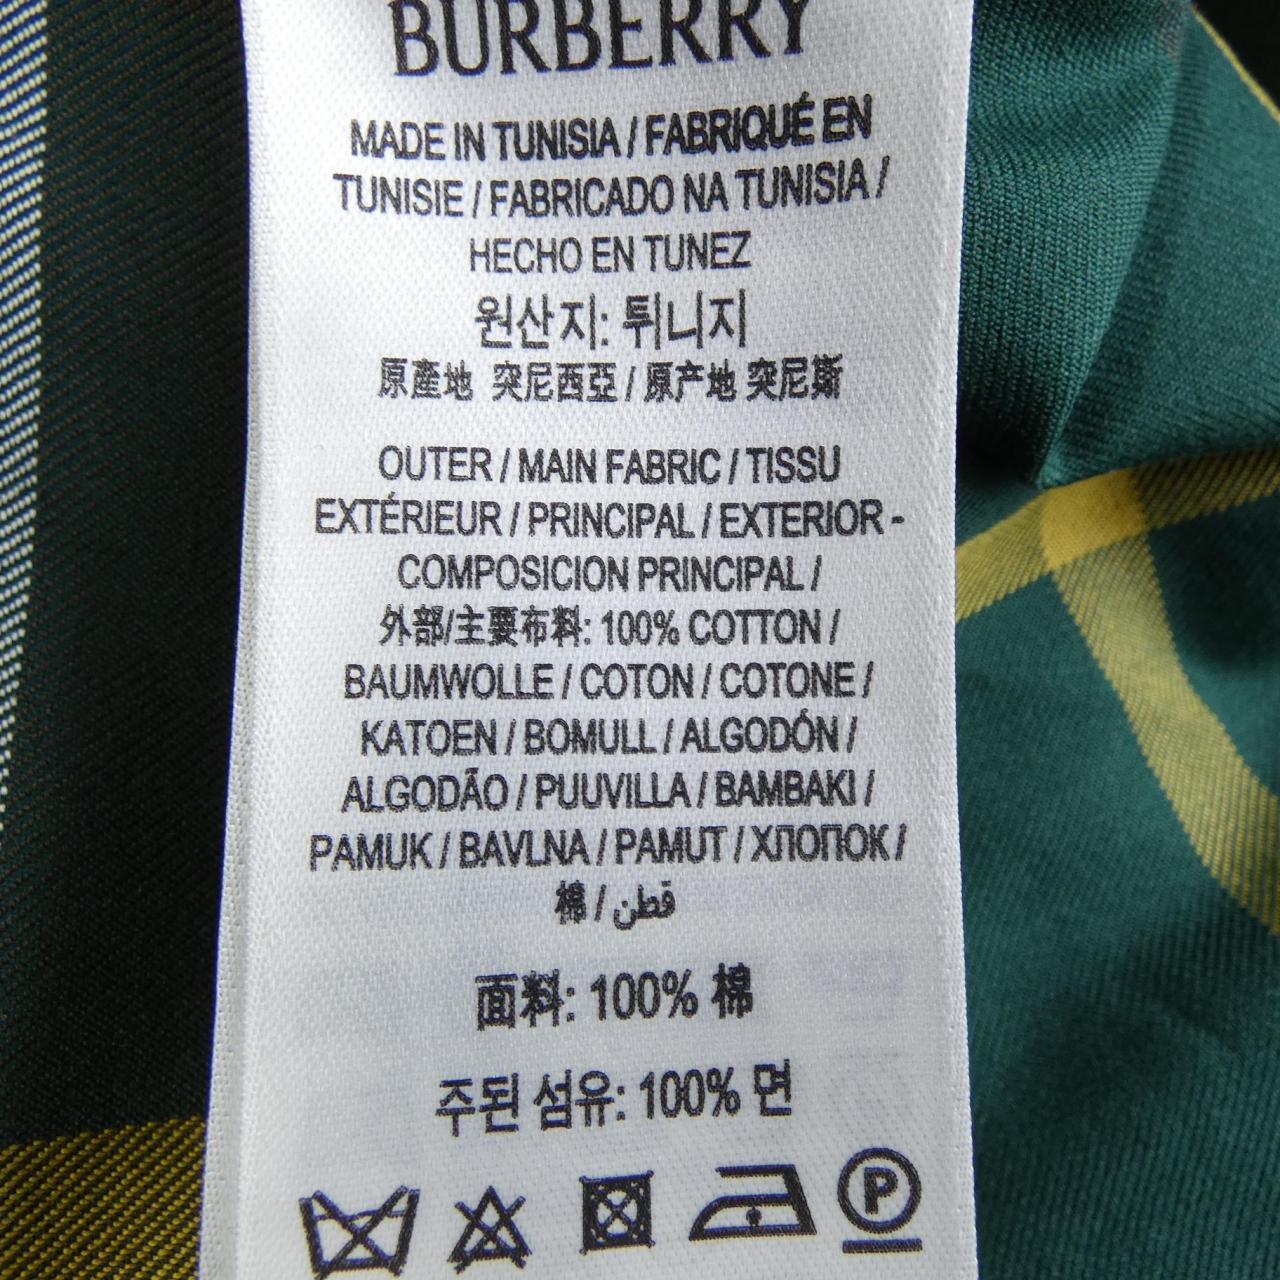 BURBERRY
MADE IN TUNISIA / FABRIQUÉ EN
TUNISIE / FABRICADO NA TUNISIA /
HECHO EN TUNEZ
원산지: 튀니지
原產地 突尼西亞 / 原产地 突尼斯
OUTER / MAIN FABRIC / TISSU
EXTÉRIEUR / PRINCIPAL / EXTERIOR -
COMPOSICION PRINCIPAL /
外部/主要布料: 100% COTTON /
BAUMWOLLE / COTON / COTONE /
KATOEN / BOMULL / ALGODÓN /
ALGODÃO / PUUVILLA / BAMBAKI /
PAMUK / BAVLNA / PAMUT / ХЛОПОК /
棉 / قطن
面料: 100% 棉
주된 섬유: 100% 면
P